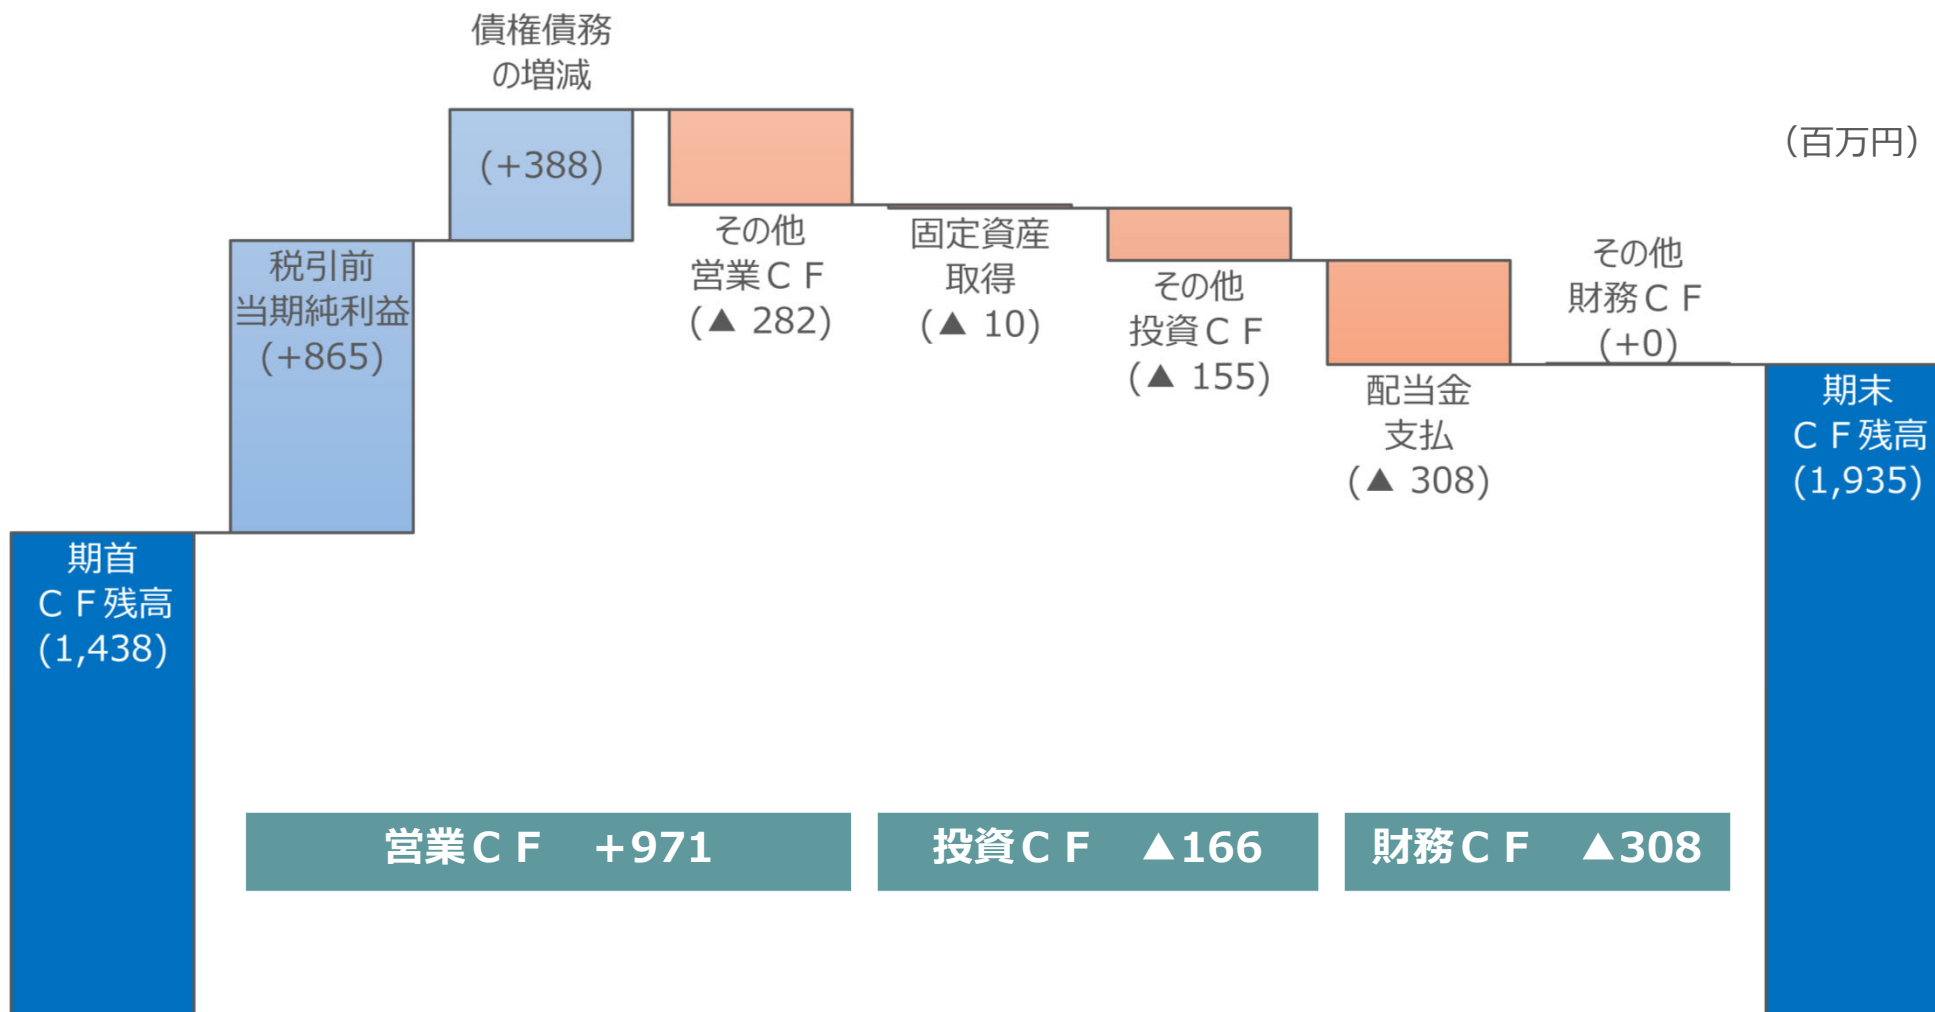 債権債務
の増減
(+388)
（百万円）
税引前
当期純利益
(+865)
その他
営業ＣＦ
(▲ 282)
固定資産
取得
(▲ 10)
その他
投資ＣＦ
(▲ 155)
配当金
支払
(▲ 308)
その他
財務ＣＦ
(+0)
期末
ＣＦ残高
(1,935)
期首
ＣＦ残高
(1,438)
営業ＣＦ　+971
投資ＣＦ　▲166
財務ＣＦ　▲308